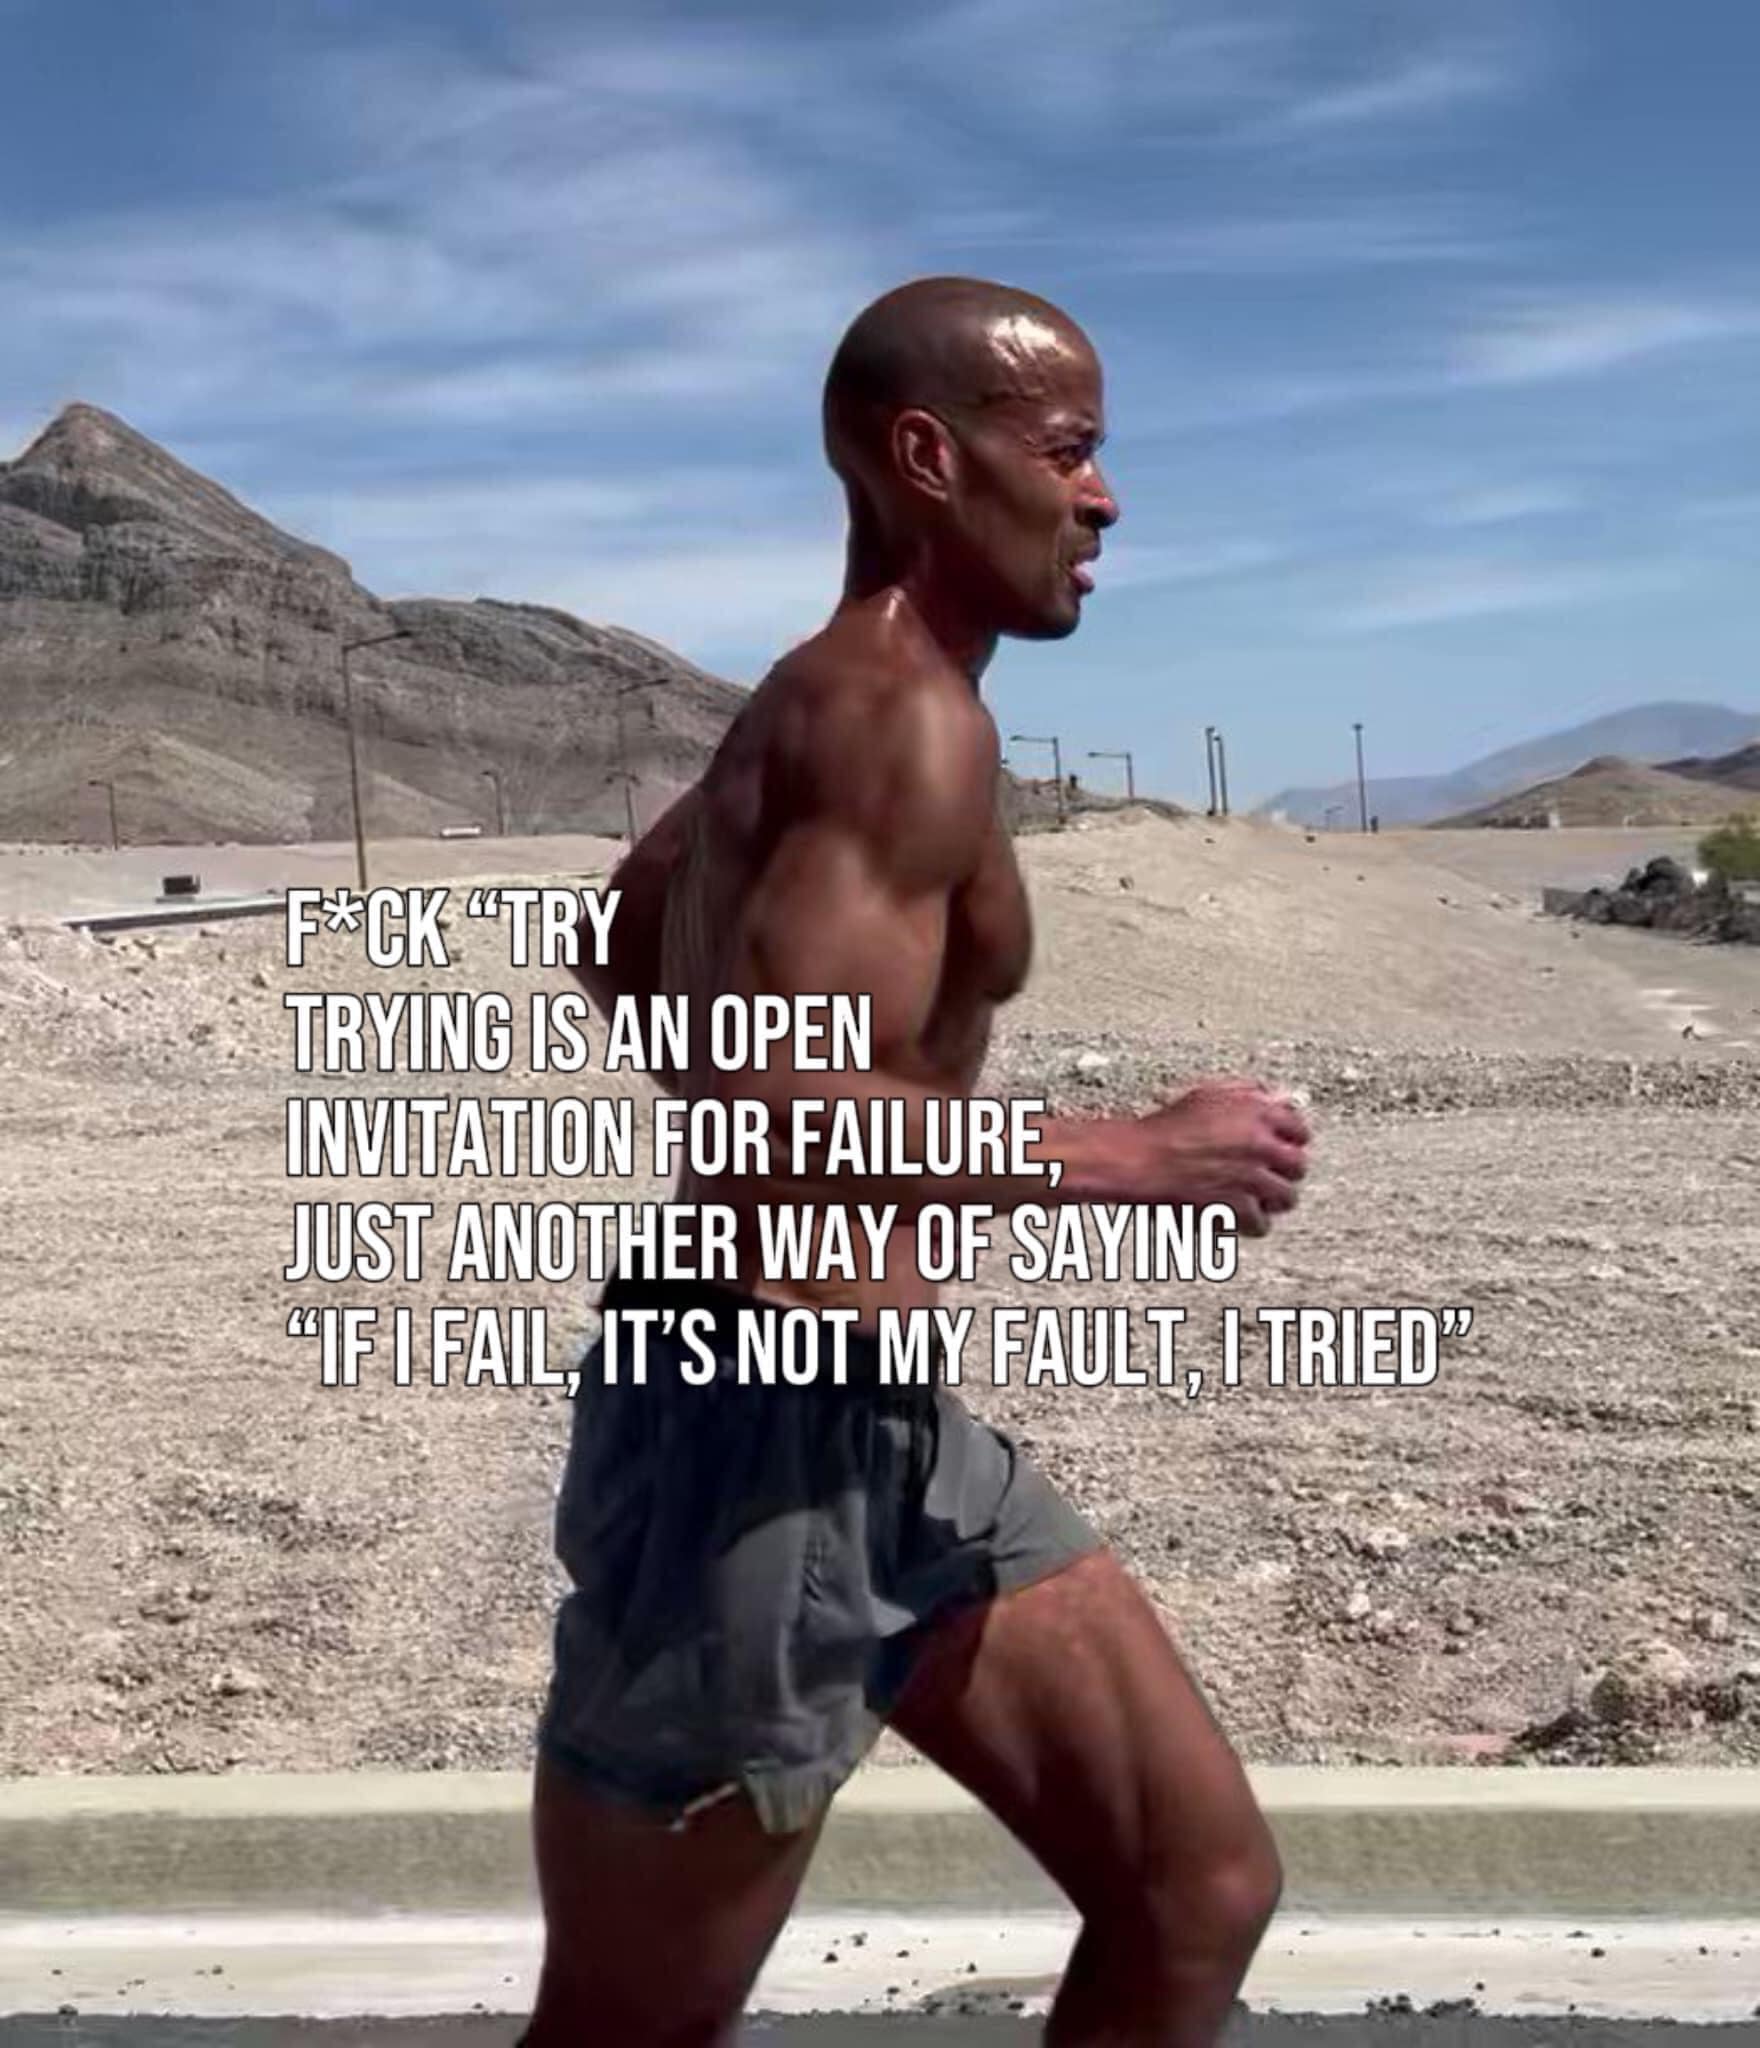 F*CK “TRY
TRYING IS AN OPEN
INVITATION FOR FAILURE,
JUST ANOTHER WAY OF SAYING
“IF I FAIL, IT’S NOT MY FAULT, I TRIED”